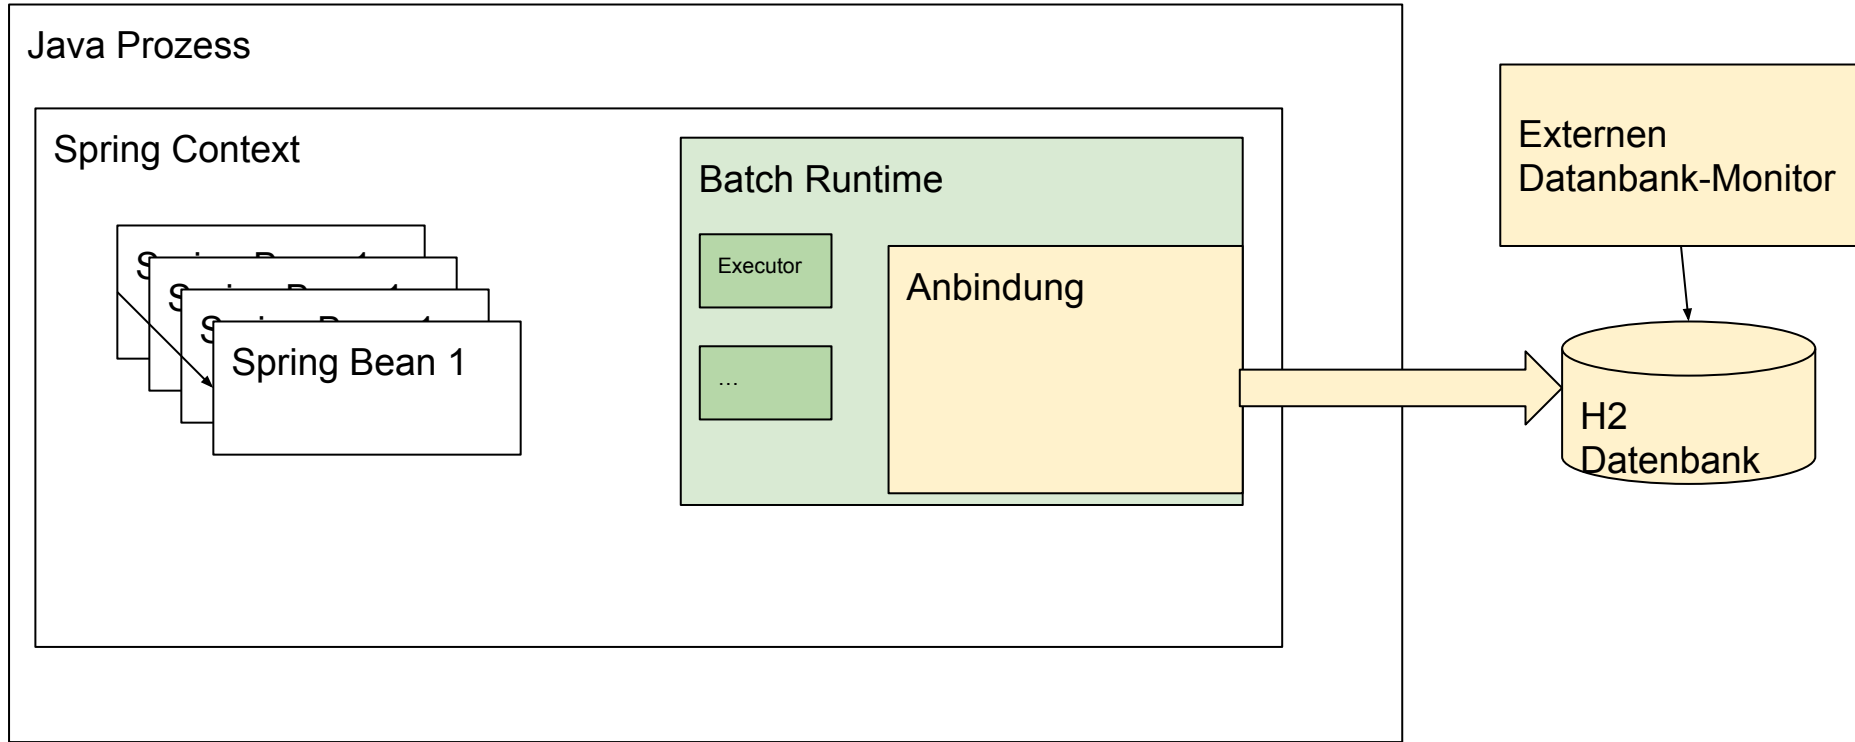 Java Prozess
Spring Context
Batch Runtime
Externen
Datanbank-Monitor
Spring Bean 1
Executor
...
Anbindung
H2
Datenbank